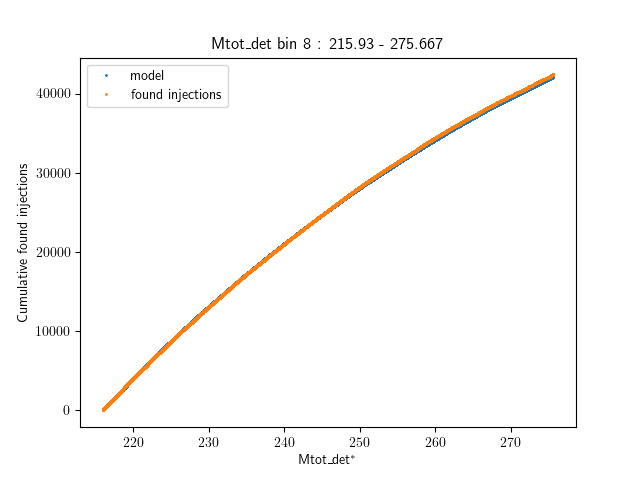 Mtot_det bin 8 : 215.93 - 275.667
model
found injections
Cumulative found injections
40000
30000
20000
10000
0
220 230 240 250 260 270
Mtot_det*